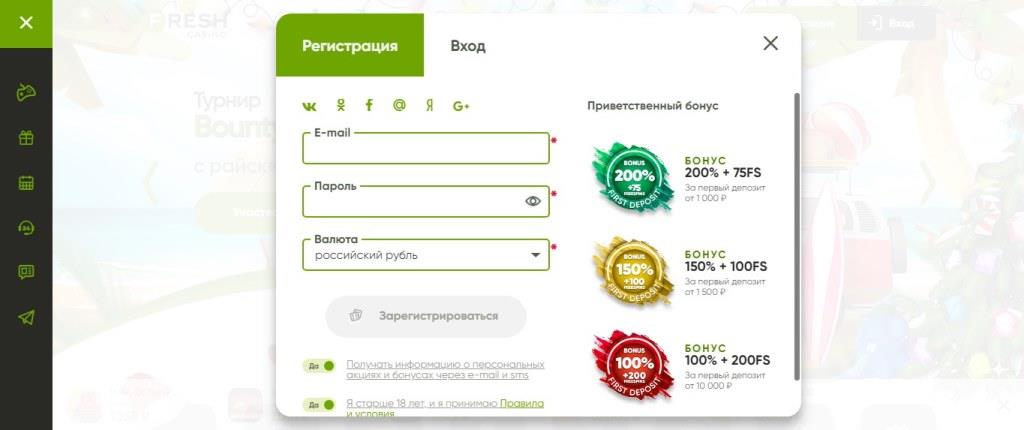 FRESH
CASINO
Вход
Турнир
Регистрация
Вход
E-mail
Пароль
Валюта
российский рубль
Зарегистрироваться
Да
Получать информацию о персональных
акциях и бонусах через e-mail и sms
Да
Я старше 18 лет, и я принимаю Правила
и условия
Приветственный бонус
BONUS
200%
+75
FREESPINS
FIRST DEPOSIT
БОНУС
200% + 75FS
За первый депозит
от 1 000 ₽
BONUS
150%
+100
FREESPINS
FIRST DEPOSIT
БОНУС
150% + 100FS
За первый депозит
от 1 500 ₽
BONUS
100%
+200
FREESPINS
FIRST DEPOSIT
БОНУС
100% + 200FS
За первый депозит
от 10 000 ₽